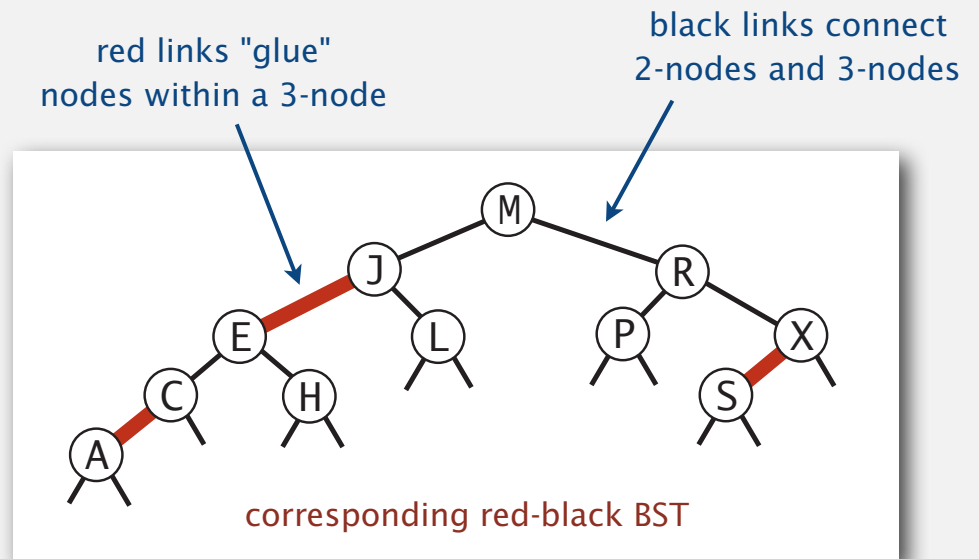 red links "glue"
nodes within a 3-node
black links connect
2-nodes and 3-nodes
M
J
R
E
L
P
X
C
H
S
A
corresponding red-black BST